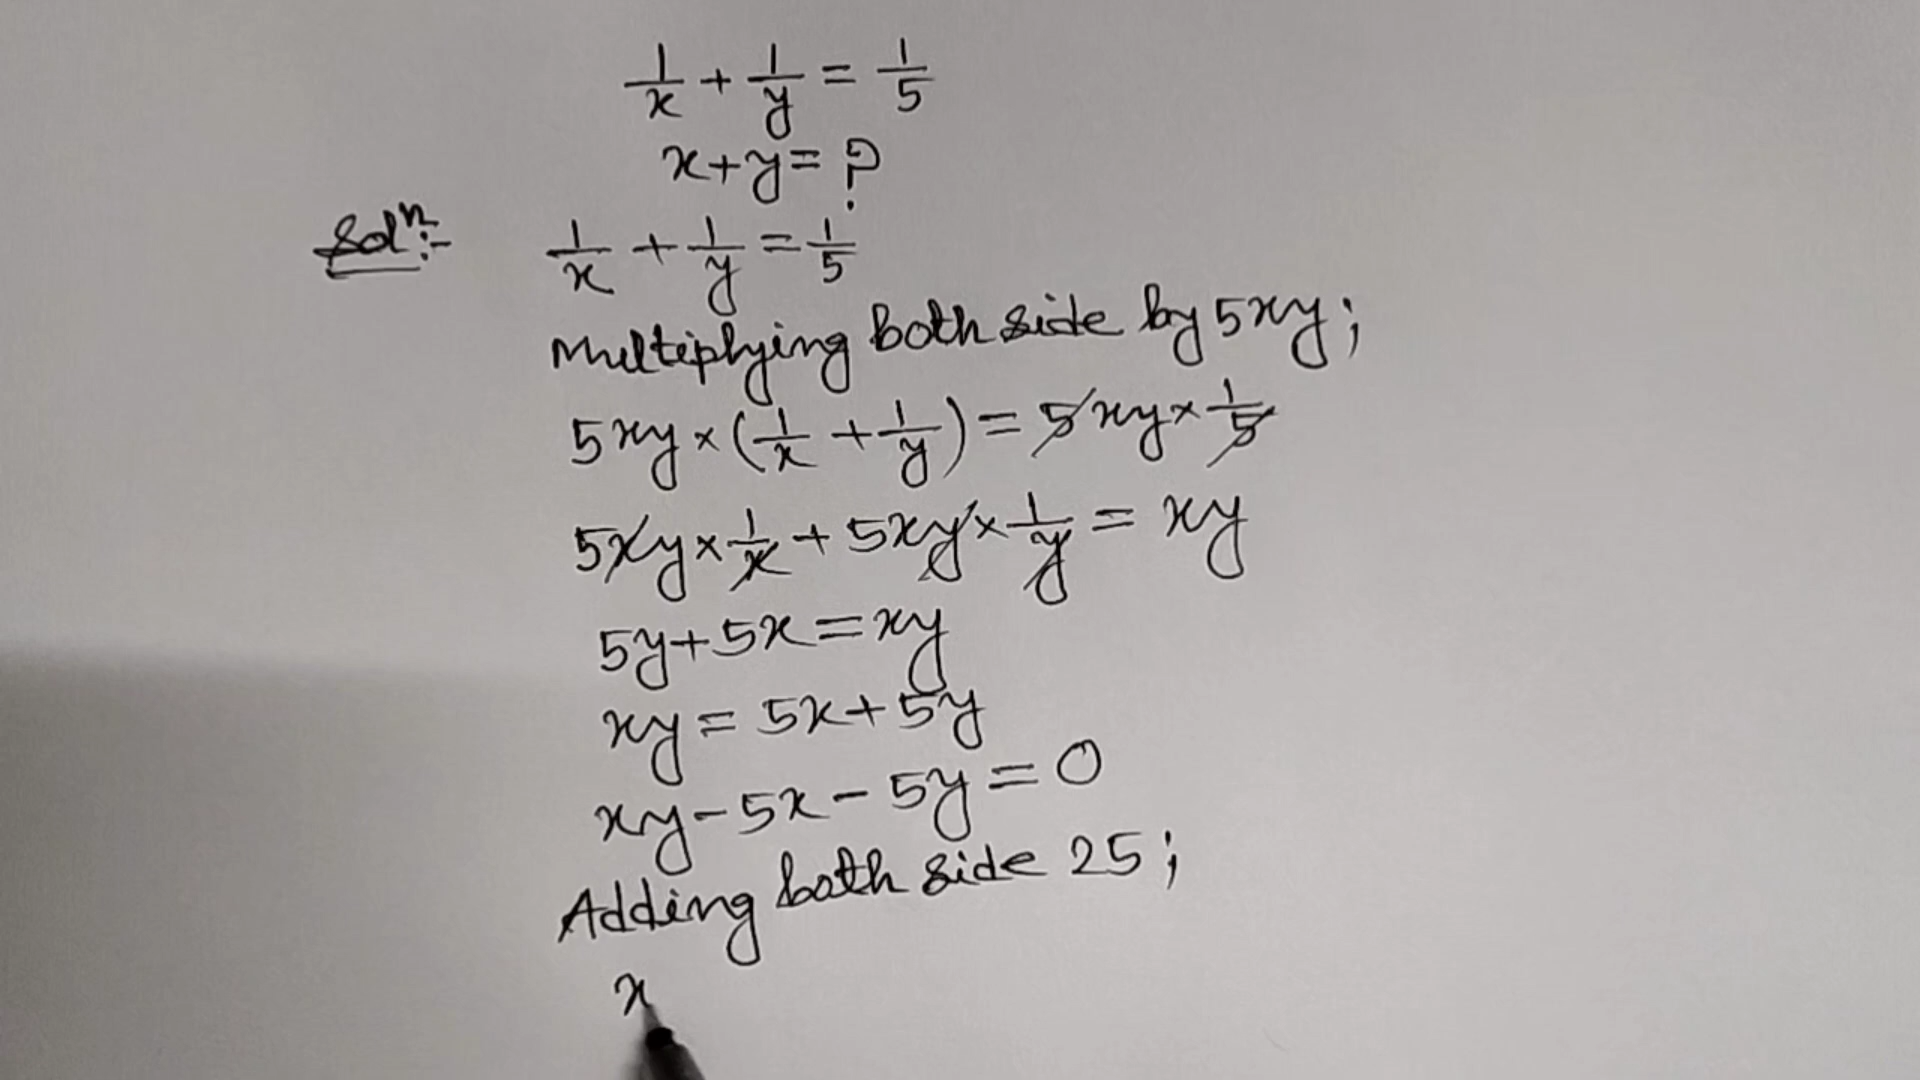 1/x + 1/y = 1/5
x+y = ?
Solⁿ:- 1/x + 1/y = 1/5
Multiplying both side by 5xy;
5xy × (1/x + 1/y) = 5xy × 1/5
5xy × 1/x + 5xy × 1/y = xy
5y+5x = xy
xy = 5x+5y
xy-5x-5y = 0
Adding both side 25;
x